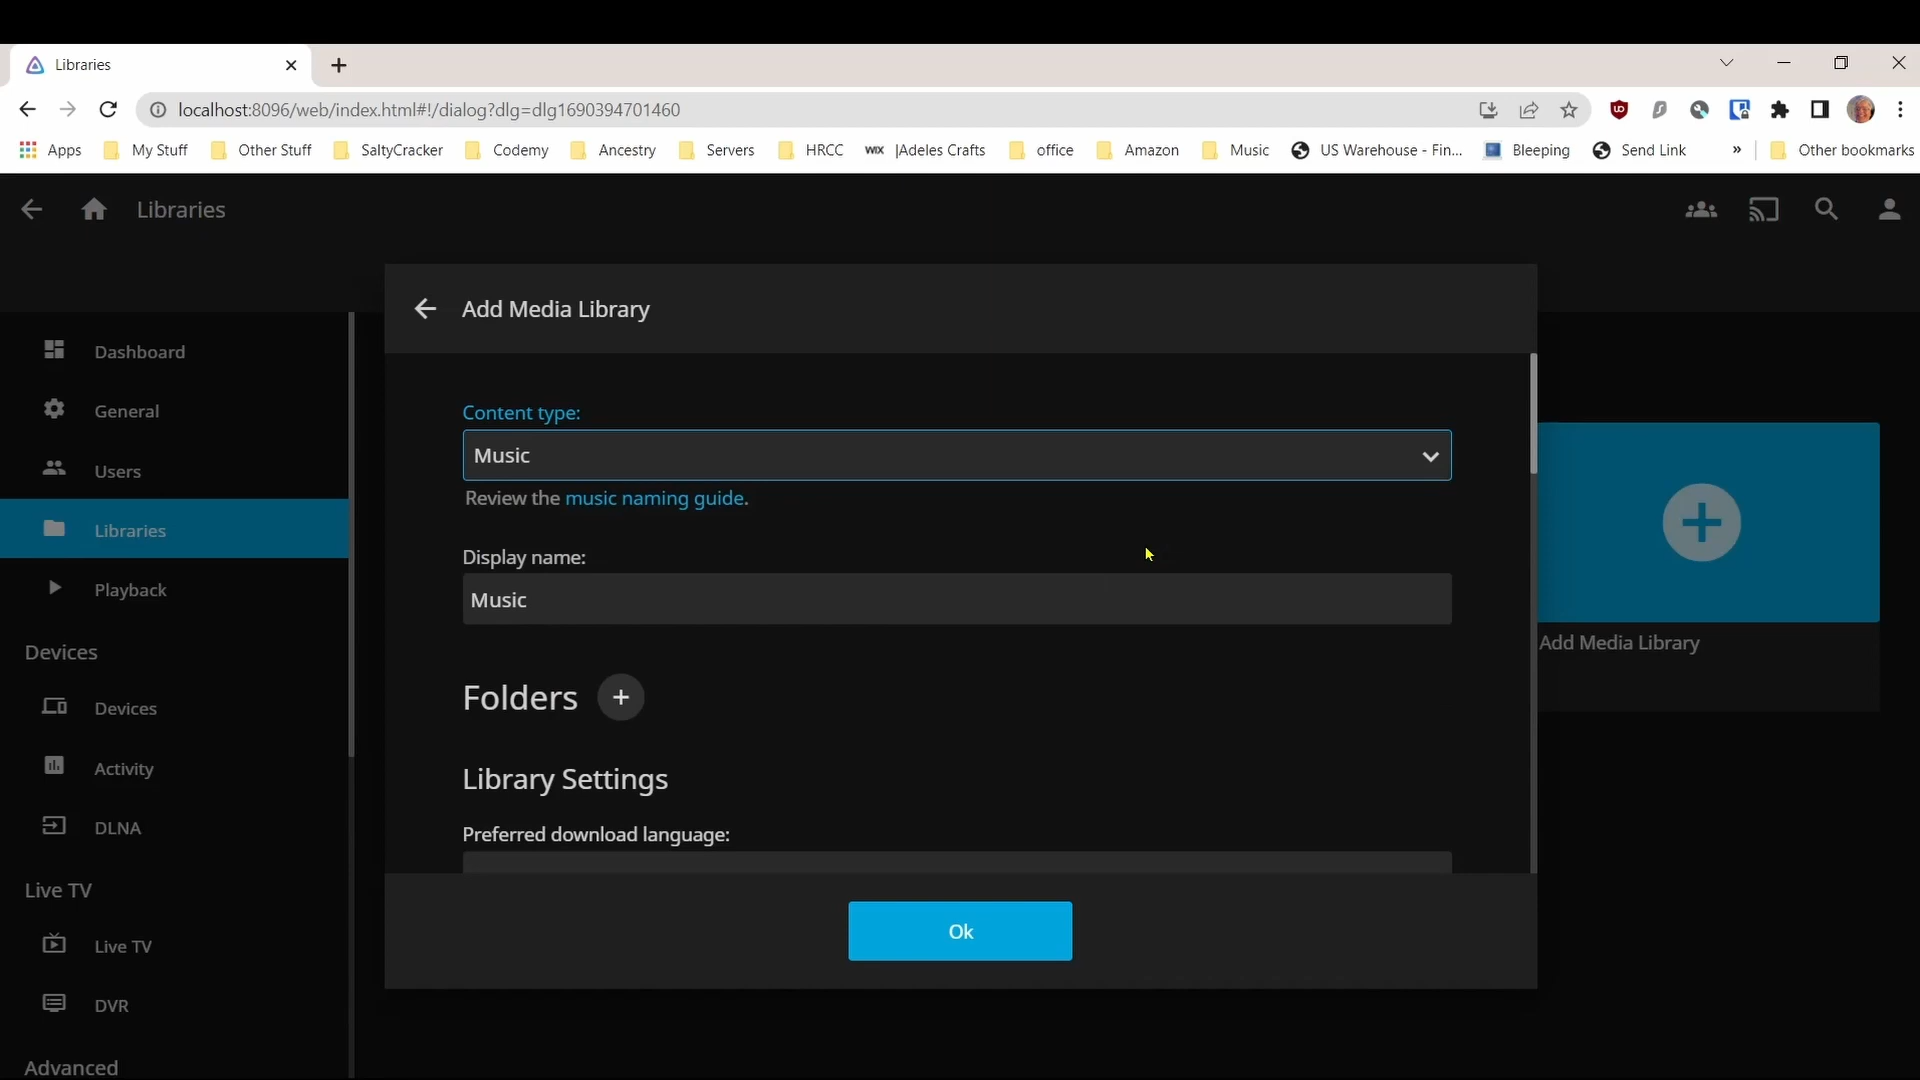 Libraries
localhost:8096/web/index.html#!/dialog?dlg=dlg1690394701460
Apps My Stuff Other Stuff SaltyCracker Codemy Ancestry Servers HRCC WIX |Adeles Crafts office Amazon Music US Warehouse - Fin... Bleeping Send Link » Other bookmarks
Libraries
Add Media Library
Dashboard
General
Users
Libraries
Playback
Devices
Devices
Activity
DLNA
Live TV
Live TV
DVR
Advanced
Content type:
Music
Review the music naming guide.
Display name:
Music
Folders +
Library Settings
Preferred download language:
Ok
Add Media Library